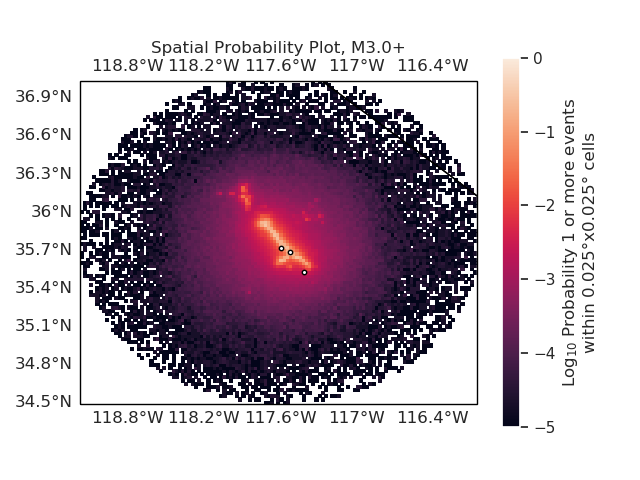 Spatial Probability Plot, M3.0+
118.8°W 118.2°W 117.6°W 117°W 116.4°W
36.9°N
36.6°N
36.3°N
36°N
35.7°N
35.4°N
35.1°N
34.8°N
34.5°N
118.8°W 118.2°W 117.6°W 117°W 116.4°W
0
−1
−2
−3
−4
−5
Log₁₀ Probability 1 or more events
within 0.025°x0.025° cells